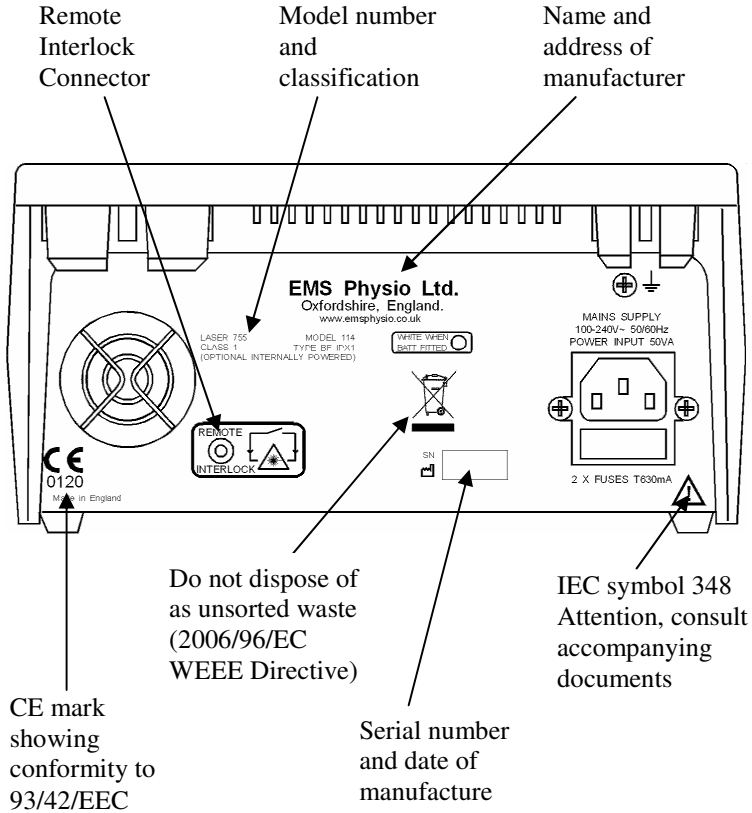 Remote
Interlock
Connector
Model number
and
classification
Name and
address of
manufacturer
EMS Physio Ltd.
Oxfordshire, England.
www.emsphysio.co.uk
LASER 755 MODEL 114
CLASS 1 TYPE BF IPX1
(OPTIONAL INTERNALLY POWERED)
WHITE WHEN
BATT FITTED
MAINS SUPPLY
100-240V~ 50/60Hz
POWER INPUT 50VA
REMOTE
INTERLOCK
SN
2 X FUSES T630mA
CE
0120
Made in England
Do not dispose of
as unsorted waste
(2006/96/EC
WEEE Directive)
IEC symbol 348
Attention, consult
accompanying
documents
CE mark
showing
conformity to
93/42/EEC
Serial number
and date of
manufacture